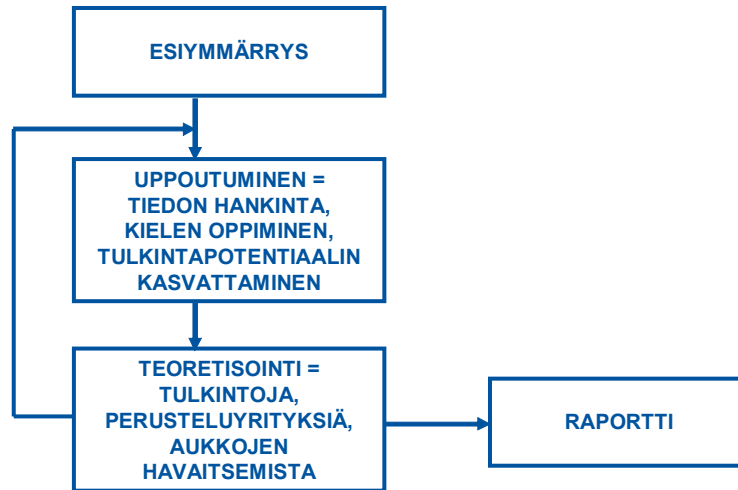 ESIYMMÄRRYS
UPPOUTUMINEN =
TIEDON HANKINTA,
KIELEN OPPIMINEN,
TULKINTAPOTENTIAALIN
KASVATTAMINEN
TEORETISOINTI =
TULKINTOJA,
PERUSTELUYRITYKSIÄ,
AUKKOJEN
HAVAITSEMISTA
RAPORTTI